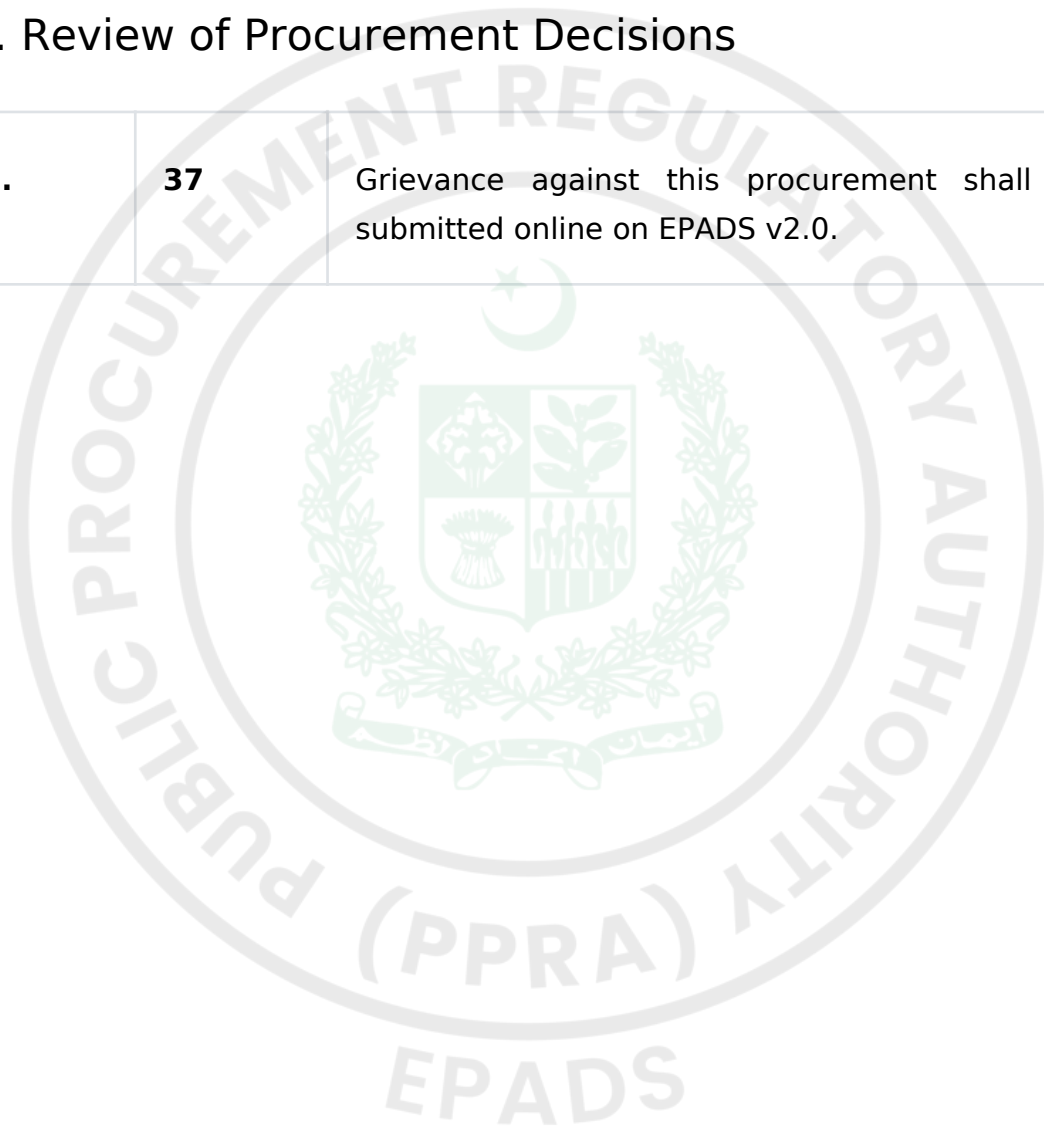 . Review of Procurement Decisions
. 37 Grievance against this procurement shall
submitted online on EPADS v2.0.
PUBLIC PROCUREMENT REGULATORY AUTHORITY
(PPRA)
EPADS